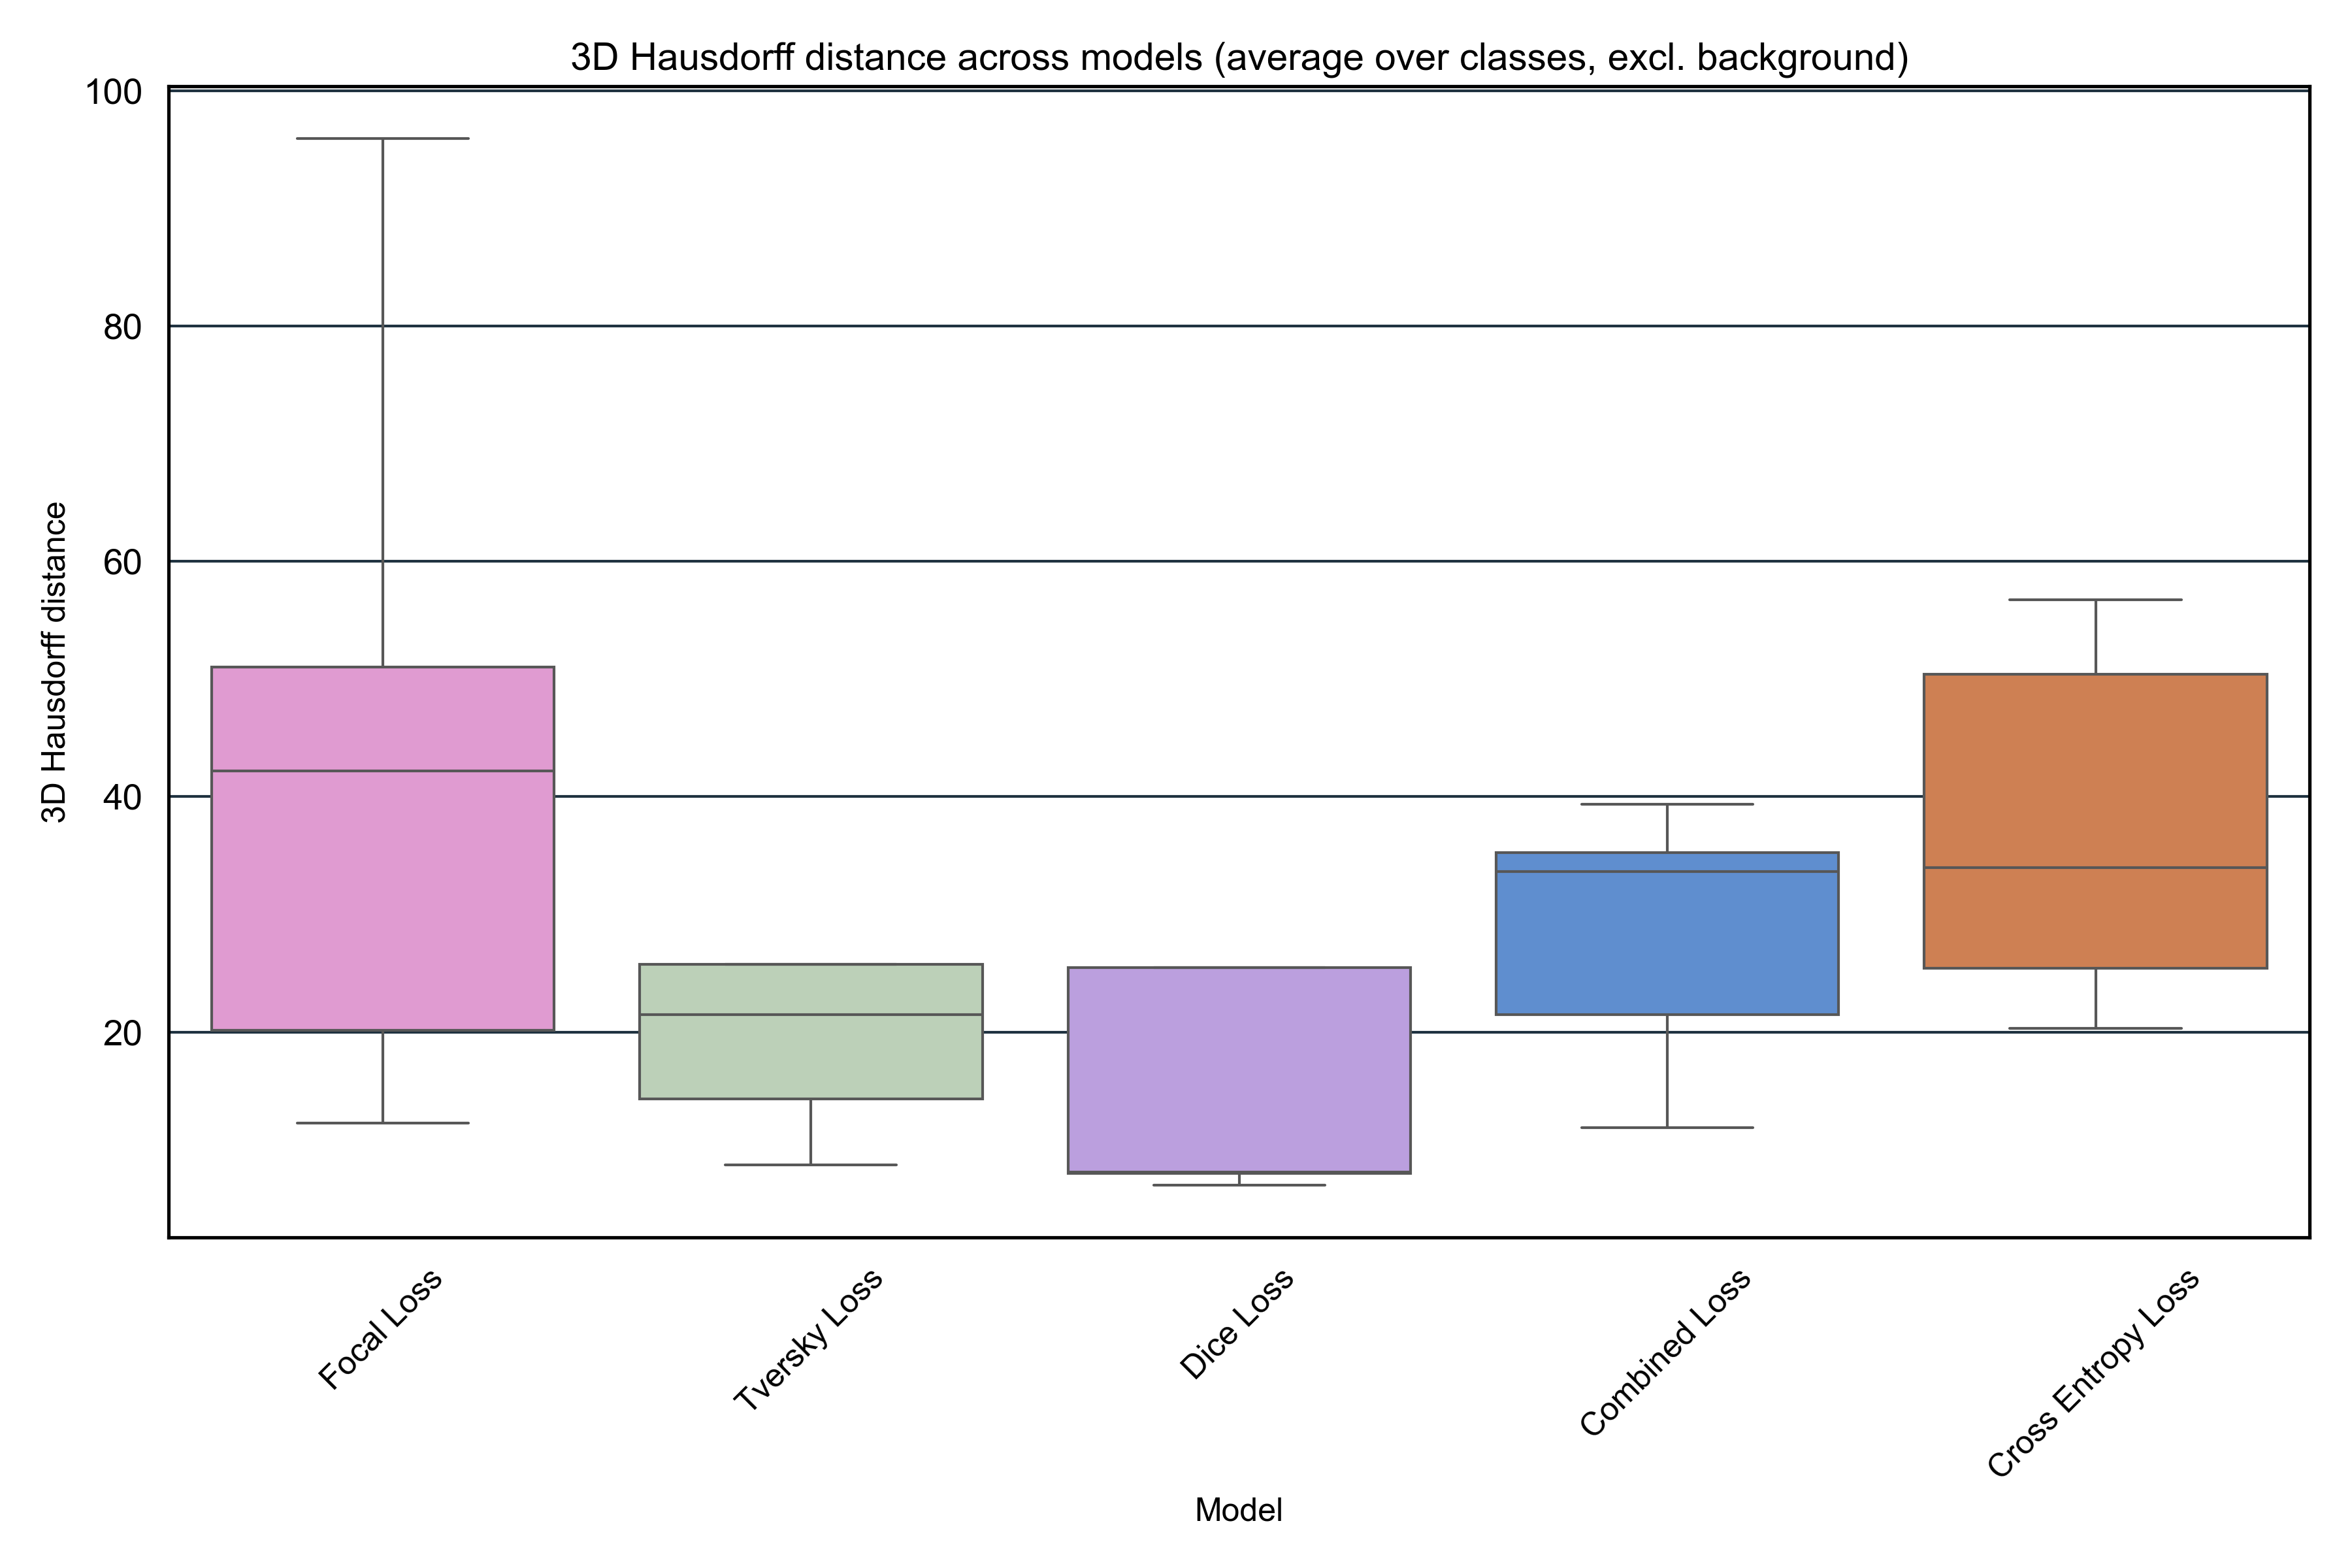 3D Hausdorff distance across models (average over classes, excl. background)
3D Hausdorff distance
100
80
60
40
20
Focal Loss
Tversky Loss
Dice Loss
Combined Loss
Cross Entropy Loss
Model